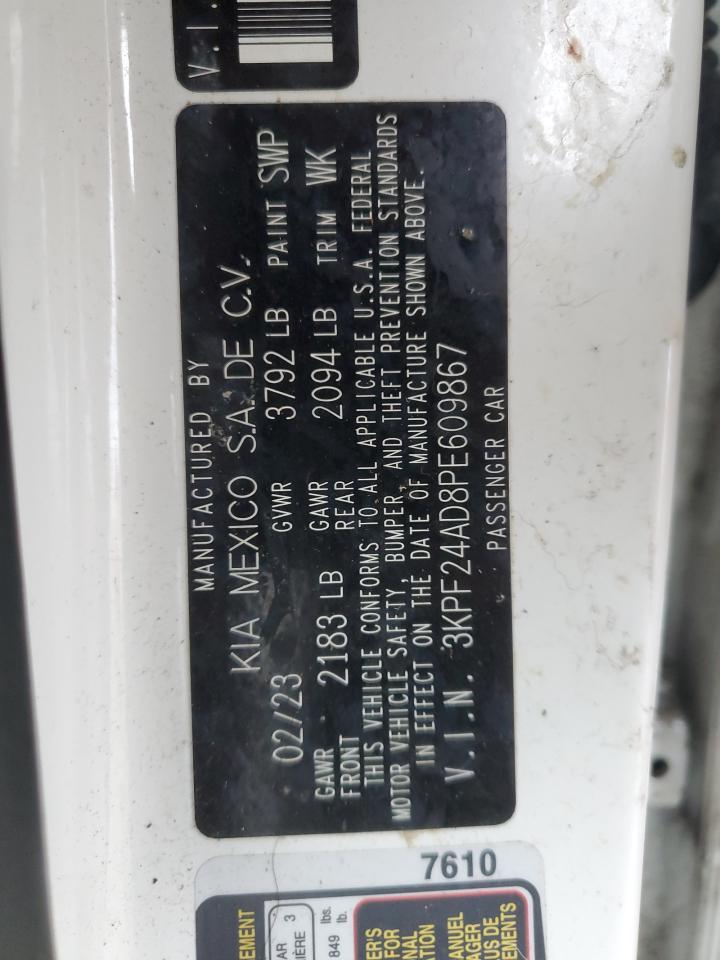 V.I.
MANUFACTURED BY
KIA MEXICO S.A. DE C.V.
02/23 GVWR 3792 LB PAINT SWP
GAWR FRONT 2183 LB GAWR REAR 2094 LB TRIM WK
THIS VEHICLE CONFORMS TO ALL APPLICABLE U.S.A. FEDERAL
MOTOR VEHICLE SAFETY, BUMPER, AND THEFT PREVENTION STANDARDS
IN EFFECT ON THE DATE OF MANUFACTURE SHOWN ABOVE.
V.I.N. 3KPF24AD8PE609867
PASSENGER CAR
7610
EMENT
AR
IÈRE 3
lbs.
849 lb.
ER'S
FOR
NAL
TION
ANUEL
AGER
US DE
EMENTS